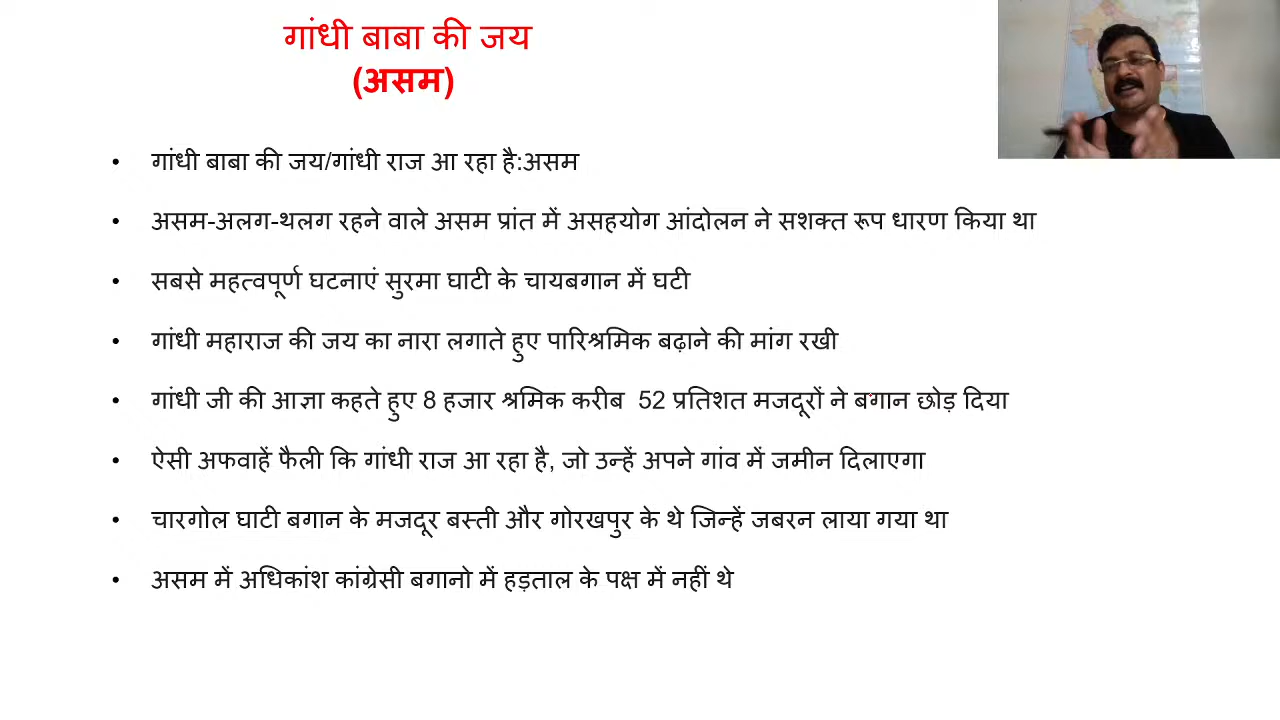 गांधी बाबा की जय
(असम)
• गांधी बाबा की जय/गांधी राज आ रहा है:असम
• असम-अलग-थलग रहने वाले असम प्रांत में असहयोग आंदोलन ने सशक्त रूप धारण किया था
• सबसे महत्वपूर्ण घटनाएं सुरमा घाटी के चायबगान में घटी
• गांधी महाराज की जय का नारा लगाते हुए पारिश्रमिक बढ़ाने की मांग रखी
• गांधी जी की आज्ञा कहते हुए 8 हजार श्रमिक करीब 52 प्रतिशत मजदूरों ने बगान छोड़ दिया
• ऐसी अफवाहें फैली कि गांधी राज आ रहा है, जो उन्हें अपने गांव में जमीन दिलाएगा
• चारगोल घाटी बगान के मजदूर बस्ती और गोरखपुर के थे जिन्हें जबरन लाया गया था
• असम में अधिकांश कांग्रेसी बगानो में हड़ताल के पक्ष में नहीं थे